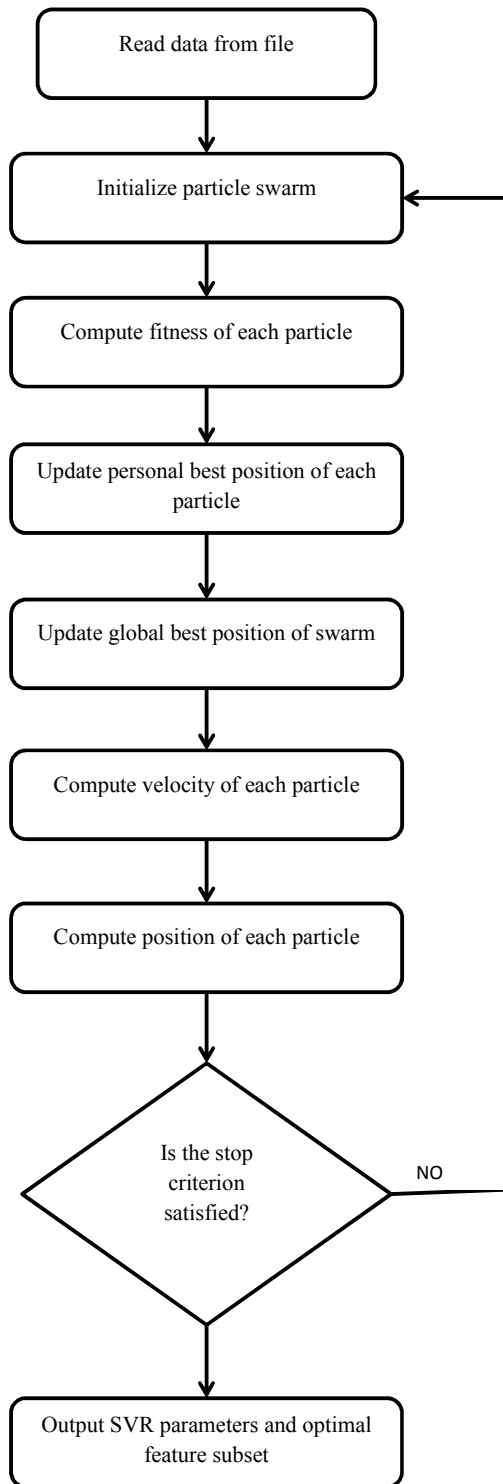 Read data from file
Initialize particle swarm
Compute fitness of each particle
Update personal best position of each
particle
Update global best position of swarm
Compute velocity of each particle
Compute position of each particle
Is the stop
criterion
satisfied?
NO
Output SVR parameters and optimal
feature subset